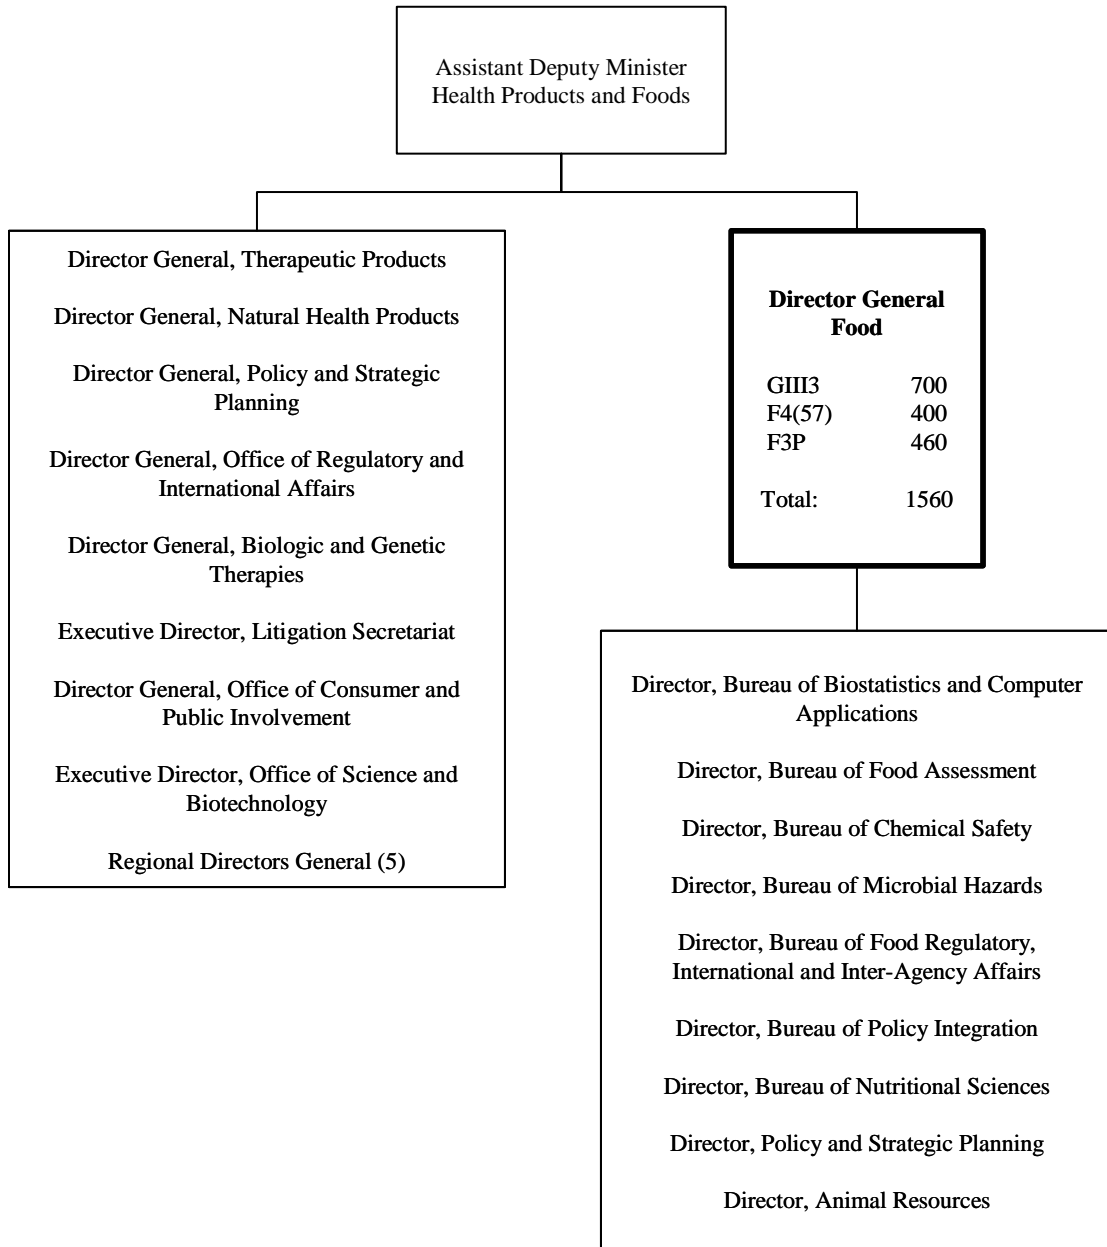 Assistant Deputy Minister
Health Products and Foods
Director General, Therapeutic Products
Director General, Natural Health Products
Director General, Policy and Strategic
Planning
Director General, Office of Regulatory and
International Affairs
Director General, Biologic and Genetic
Therapies
Executive Director, Litigation Secretariat
Director General, Office of Consumer and
Public Involvement
Executive Director, Office of Science and
Biotechnology
Regional Directors General (5)
Director General
Food
GIII3 700
F4(57) 400
F3P 460
Total: 1560
Director, Bureau of Biostatistics and Computer
Applications
Director, Bureau of Food Assessment
Director, Bureau of Chemical Safety
Director, Bureau of Microbial Hazards
Director, Bureau of Food Regulatory,
International and Inter-Agency Affairs
Director, Bureau of Policy Integration
Director, Bureau of Nutritional Sciences
Director, Policy and Strategic Planning
Director, Animal Resources